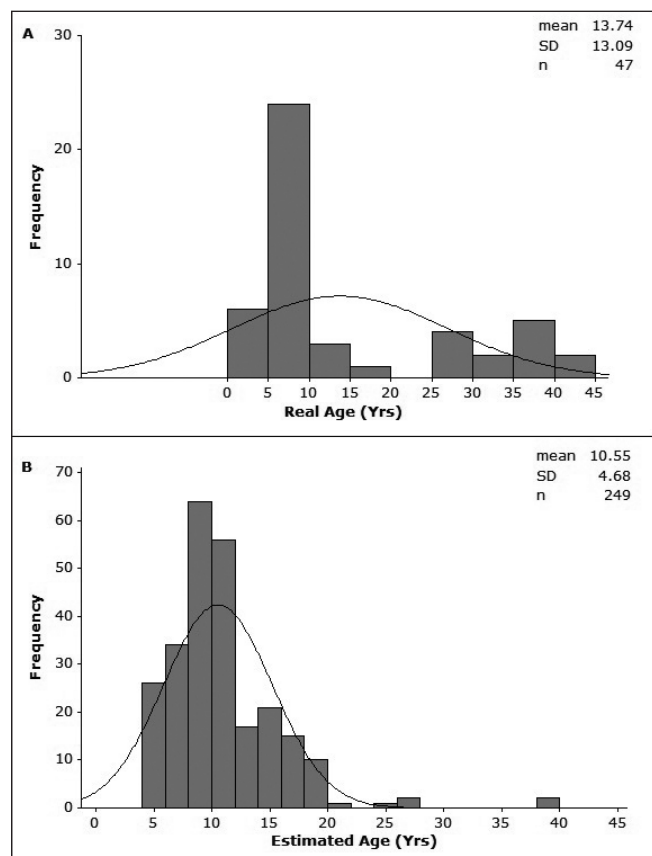 A
mean 13.74
SD 13.09
n 47
30
20
10
0
Frequency
0 5 10 15 20 25 30 35 40 45
Real Age (Yrs)
B
mean 10.55
SD 4.68
n 249
70
60
50
40
30
20
10
0
Frequency
0 5 10 15 20 25 30 35 40 45
Estimated Age (Yrs)